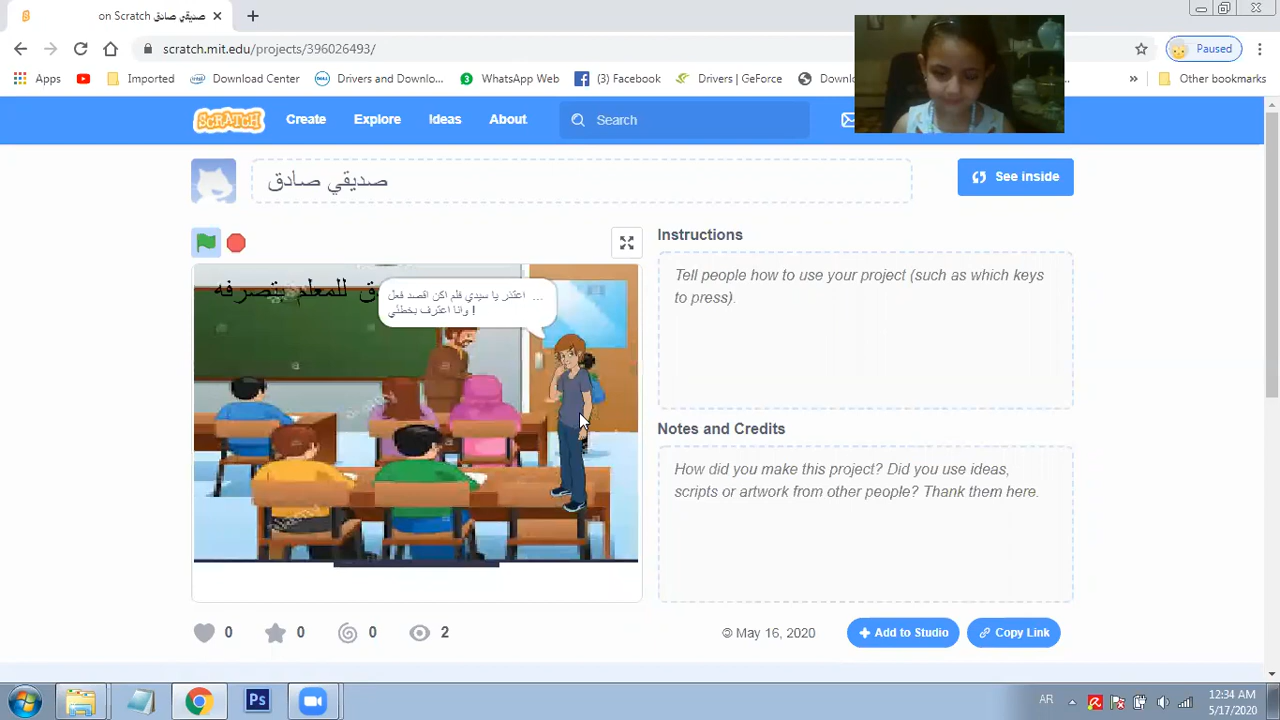 on Scratch صديقي صادق
scratch.mit.edu/projects/396026493/
Paused
Apps
Imported
Download Center
Drivers and Downlo...
WhatsApp Web
(3) Facebook
Drivers | GeForce
Other bookmarks
SCRATCH
Create
Explore
Ideas
About
Search
صديقي صادق
See inside
Instructions
Tell people how to use your project (such as which keys
to press).
للمعلم بتصرفه
... اعتذر يا سيدي فلم اكن اقصد فعل
وانا اعترف بخطئي !
Notes and Credits
How did you make this project? Did you use ideas,
scripts or artwork from other people? Thank them here.
0
0
0
2
© May 16, 2020
Add to Studio
Copy Link
Ps
AR
12:34 AM
5/17/2020